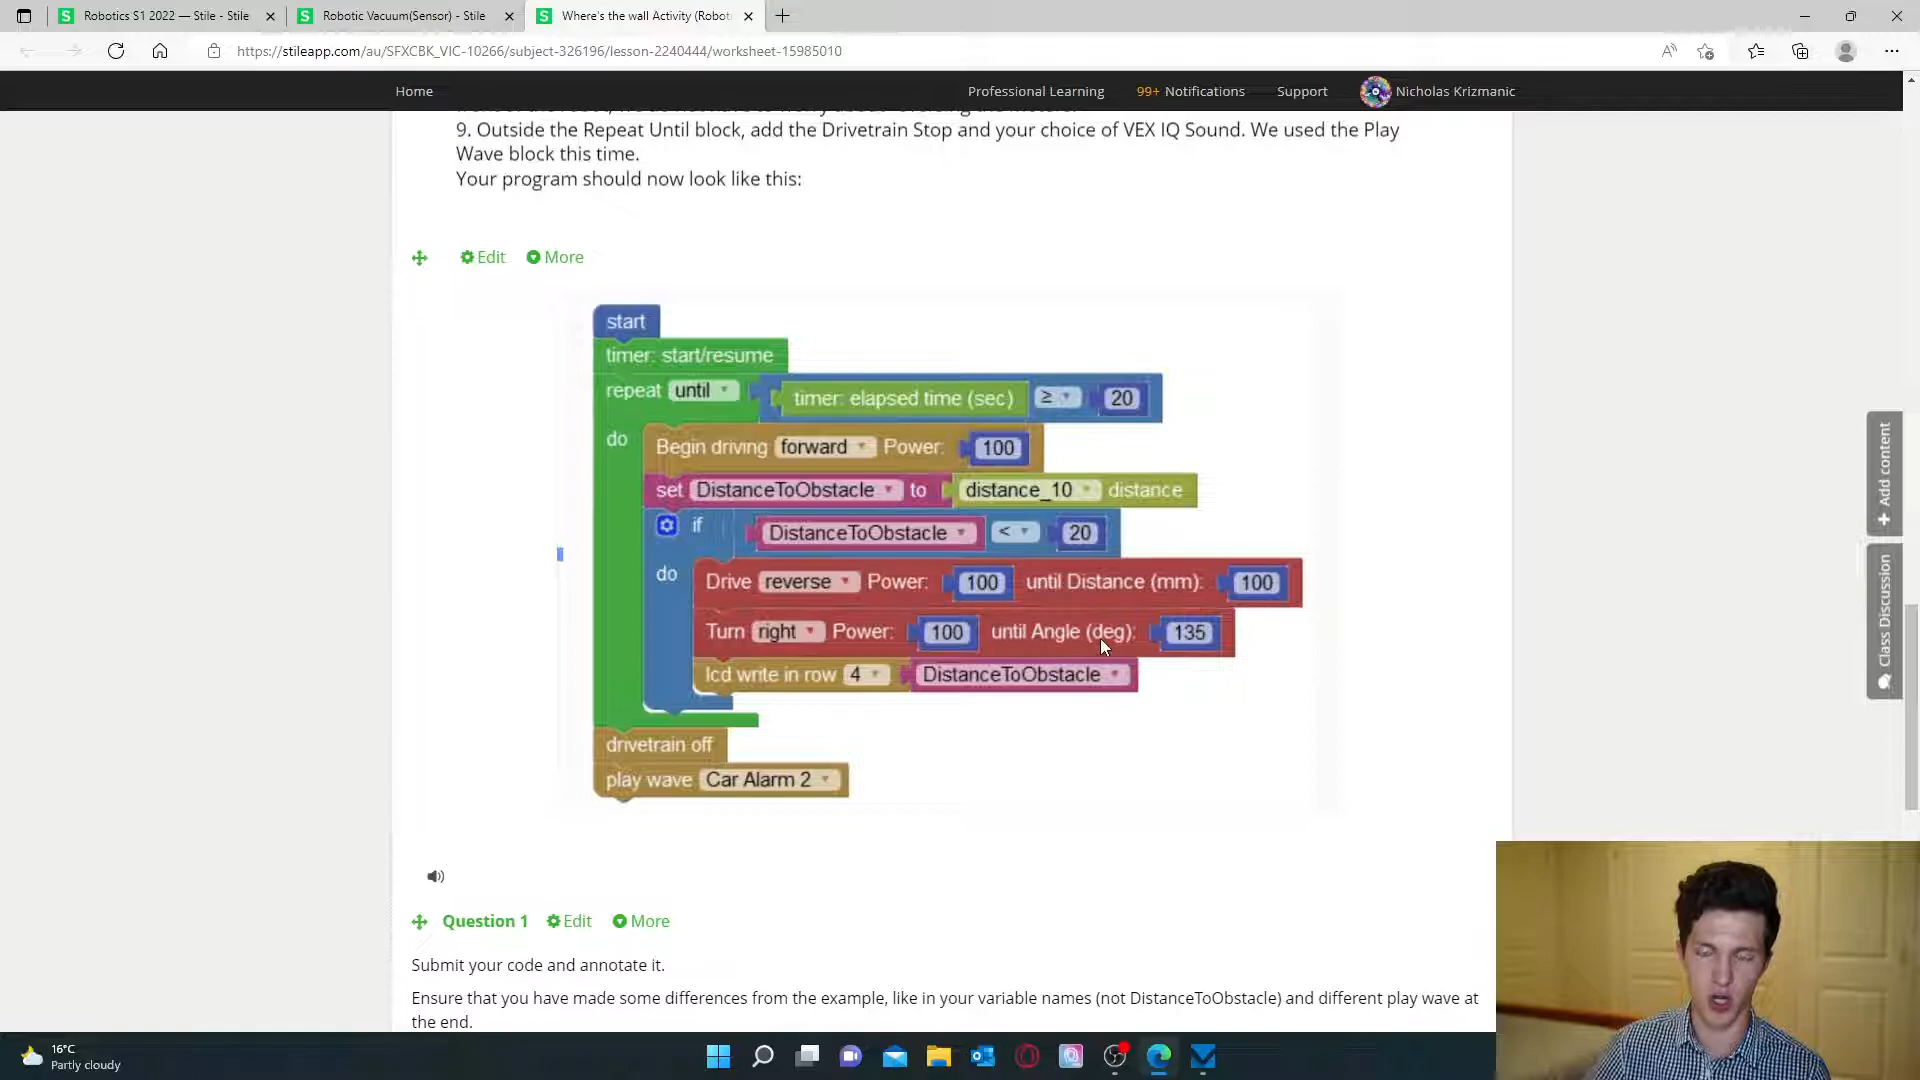 Robotics S1 2022 — Stile - Stile
Robotic Vacuum(Sensor) - Stile
Where's the wall Activity (Robot
https://stileapp.com/au/SFXCBK_VIC-10266/subject-326196/lesson-2240444/worksheet-15985010
Home
Professional Learning
99+ Notifications
Support
Nicholas Krizmanic
9. Outside the Repeat Until block, add the Drivetrain Stop and your choice of VEX IQ Sound. We used the Play
Wave block this time.
Your program should now look like this:
Edit More
start
timer: start/resume
repeat until timer: elapsed time (sec) ≥ 20
do Begin driving forward Power: 100
set DistanceToObstacle to distance_10 distance
if DistanceToObstacle < 20
do Drive reverse Power: 100 until Distance (mm): 100
Turn right Power: 100 until Angle (deg): 135
lcd write in row 4 DistanceToObstacle
drivetrain off
play wave Car Alarm 2
+ Add content
Class Discussion
Question 1 Edit More
Submit your code and annotate it.
Ensure that you have made some differences from the example, like in your variable names (not DistanceToObstacle) and different play wave at
the end.
16°C
Partly cloudy